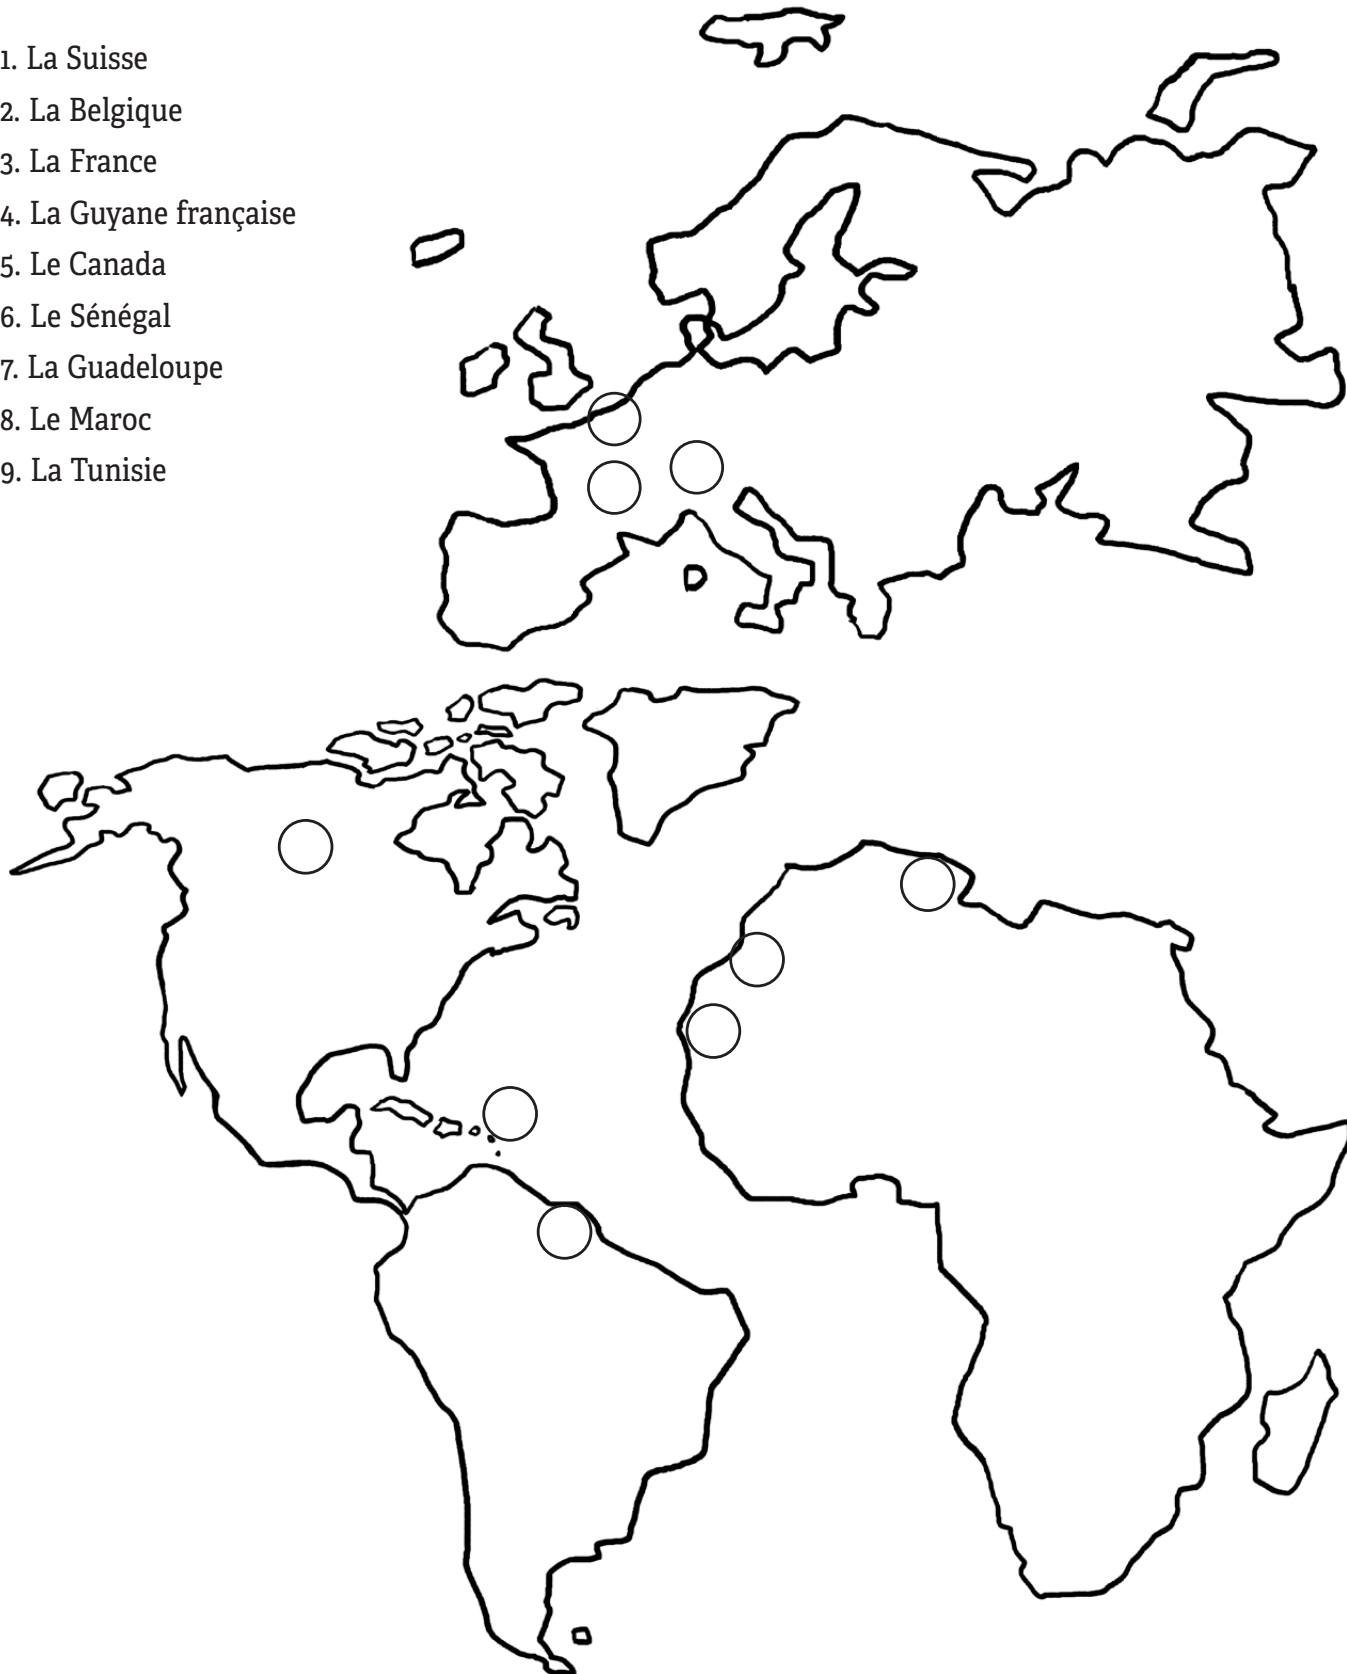 1. La Suisse
2. La Belgique
3. La France
4. La Guyane française
5. Le Canada
6. Le Sénégal
7. La Guadeloupe
8. Le Maroc
9. La Tunisie